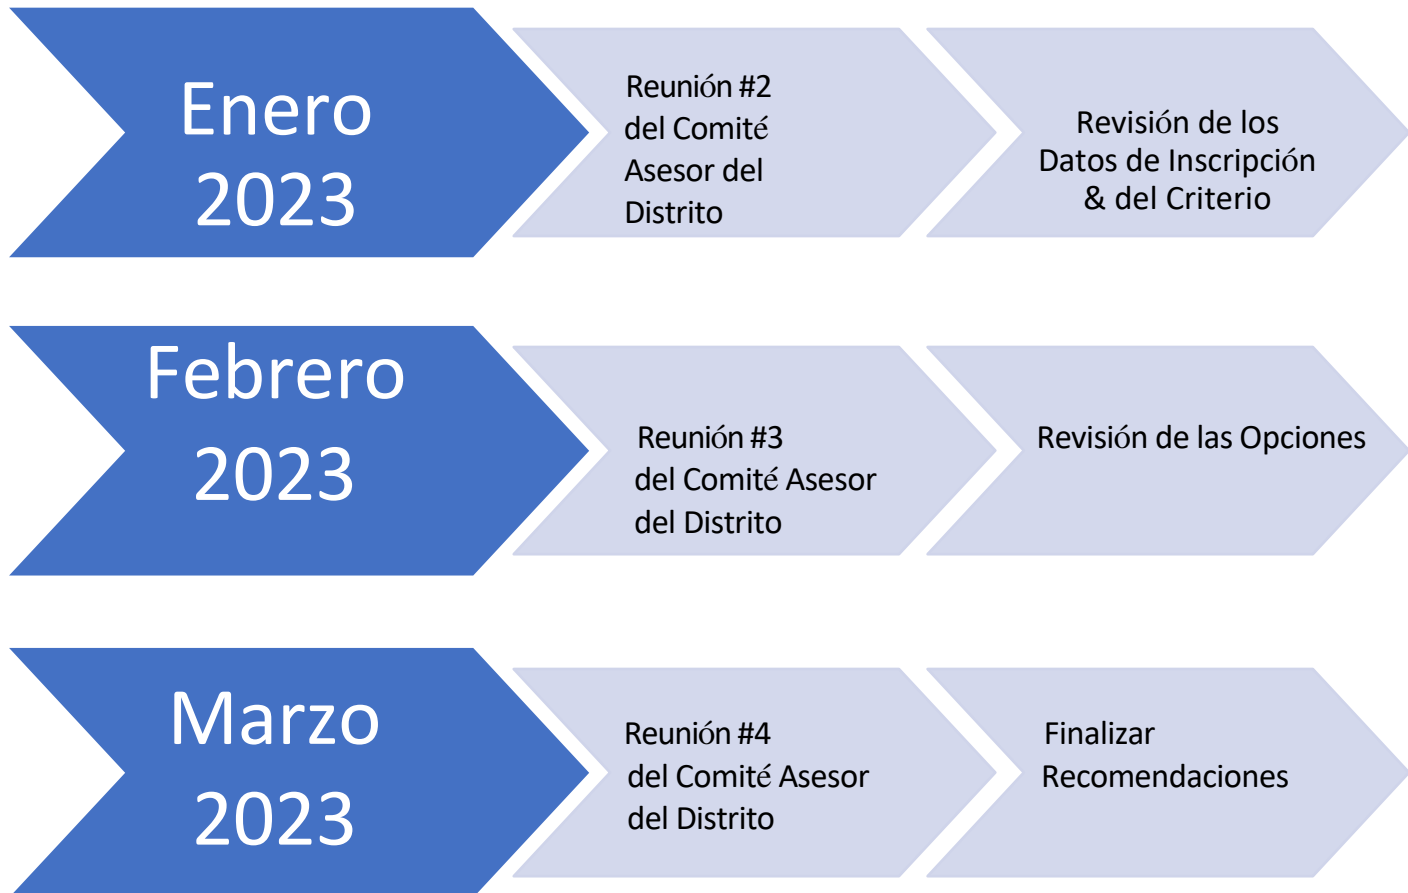 Enero
2023
Reunión #2
del Comité
Asesor del
Distrito
Revisión de los
Datos de Inscripción
& del Criterio
Febrero
2023
Reunión #3
del Comité Asesor
del Distrito
Revisión de las Opciones
Marzo
2023
Reunión #4
del Comité Asesor
del Distrito
Finalizar
Recomendaciones